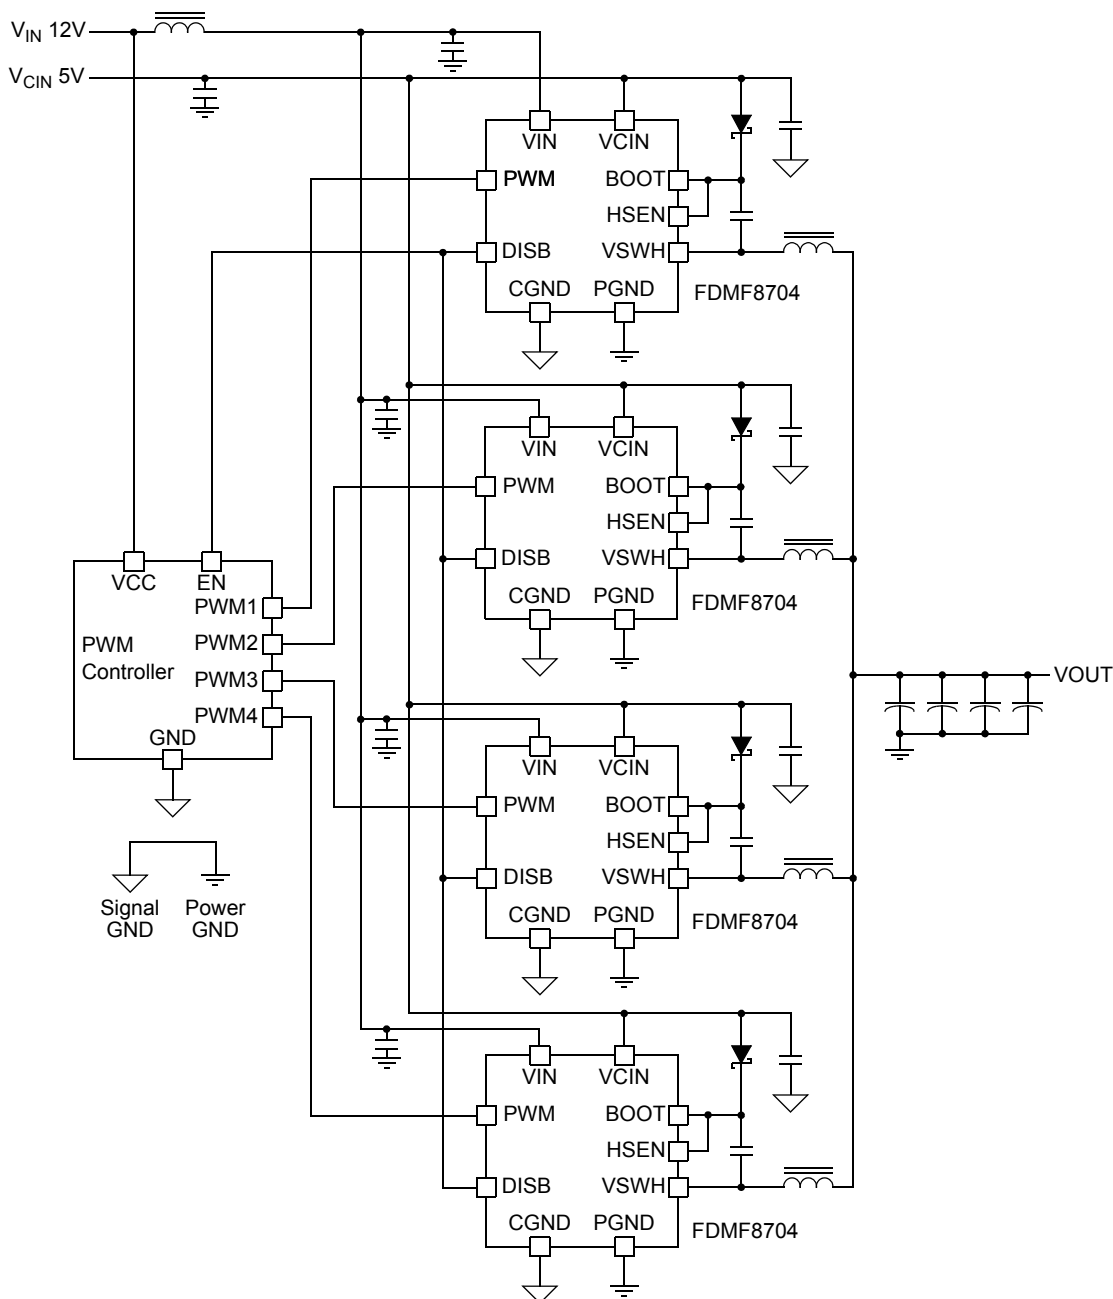 VIN 12V
VCIN 5V
VIN
VCIN
PWM
BOOT
HSEN
DISB
VSWH
CGND
PGND
FDMF8704
VIN
VCIN
PWM
BOOT
HSEN
DISB
VSWH
CGND
PGND
FDMF8704
VCC
EN
PWM1
PWM2
PWM
Controller
PWM3
PWM4
GND
VOUT
VIN
VCIN
PWM
BOOT
HSEN
DISB
VSWH
CGND
PGND
FDMF8704
Signal
GND
Power
GND
VIN
VCIN
PWM
BOOT
HSEN
DISB
VSWH
CGND
PGND
FDMF8704